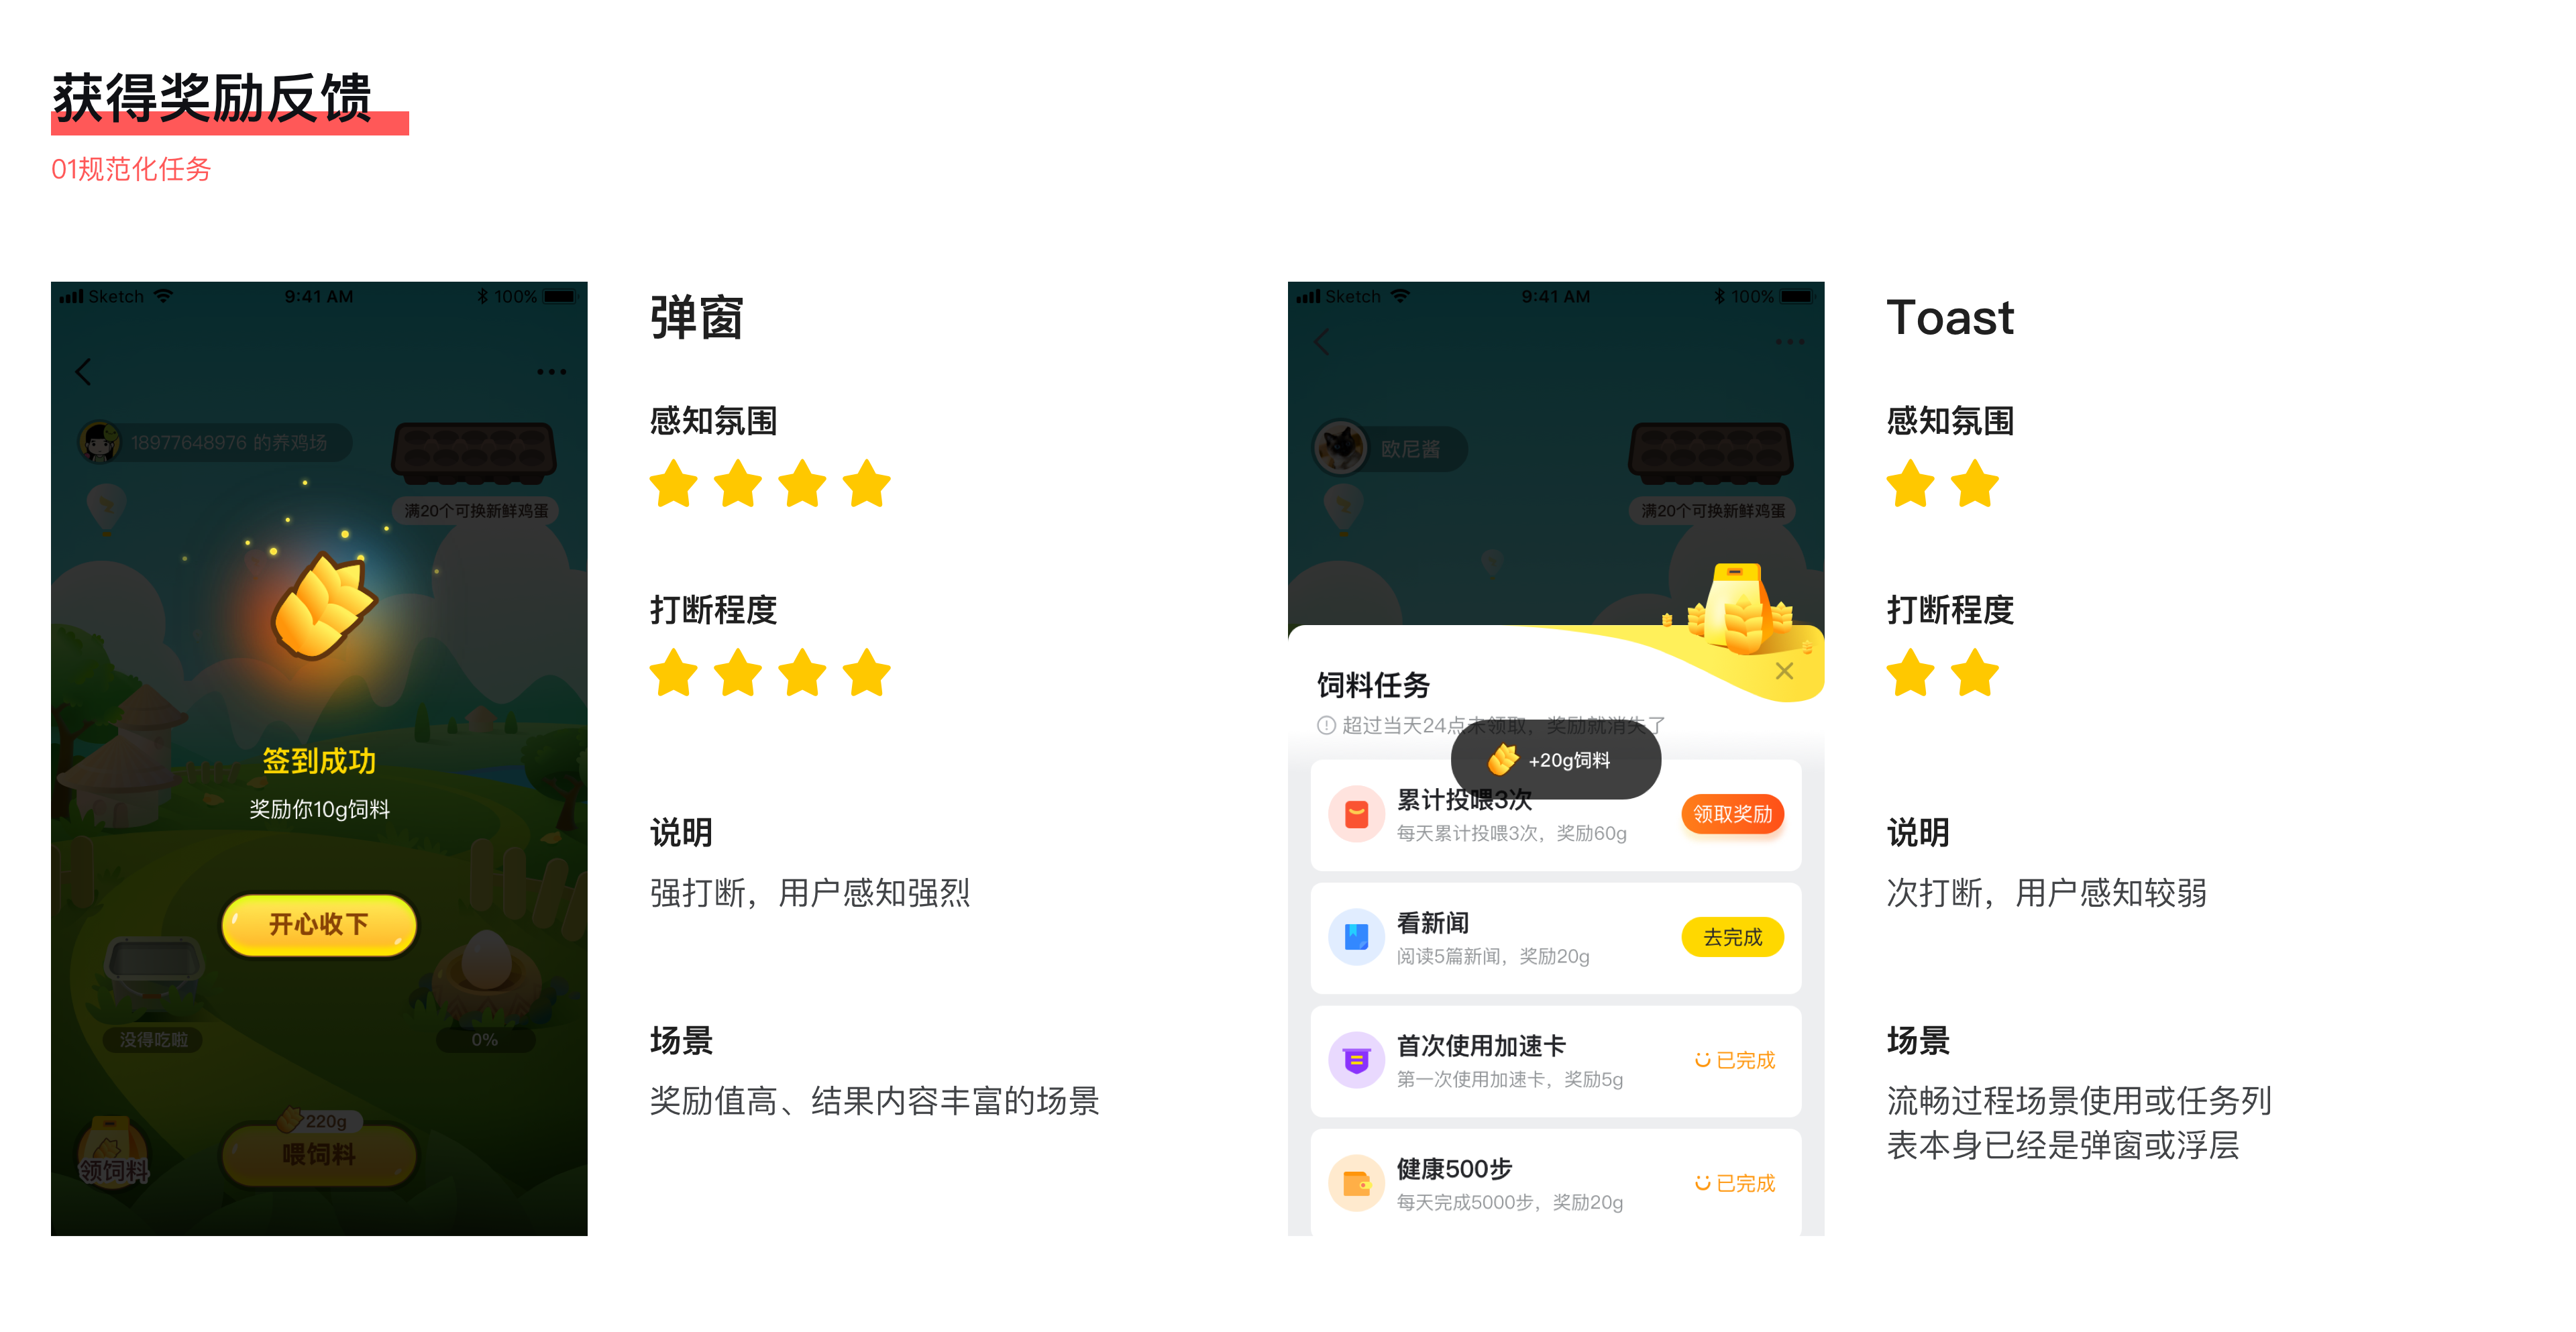 获得奖励反馈
01规范化任务
Sketch 9:41 AM 100%
18977648976 的养鸡场
满20个可换新鲜鸡蛋
签到成功
奖励你10g饲料
开心收下
没得吃啦
0%
220g
领饲料
喂饲料
弹窗
感知氛围
打断程度
说明
强打断，用户感知强烈
场景
奖励值高、结果内容丰富的场景
Sketch 9:41 AM 100%
欧尼酱
满20个可换新鲜鸡蛋
饲料任务
超过当天24点未领取，奖励就消失了
+20g饲料
累计投喂3次
每天累计投喂3次，奖励60g
领取奖励
看新闻
阅读5篇新闻，奖励20g
去完成
首次使用加速卡
第一次使用加速卡，奖励5g
已完成
健康500步
每天完成5000步，奖励20g
已完成
Toast
感知氛围
打断程度
说明
次打断，用户感知较弱
场景
流畅过程场景使用或任务列
表本身已经是弹窗或浮层